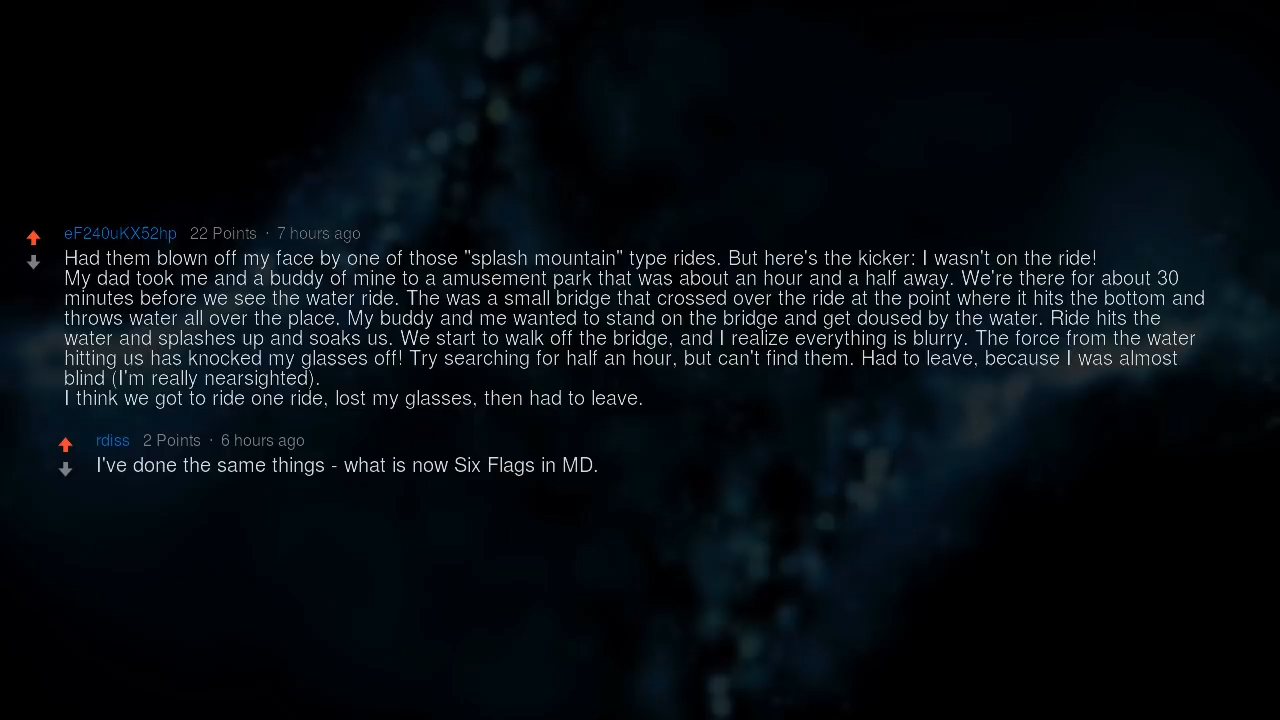 eF240uKX52hp 22 Points · 7 hours ago
Had them blown off my face by one of those "splash mountain" type rides. But here's the kicker: I wasn't on the ride!
My dad took me and a buddy of mine to a amusement park that was about an hour and a half away. We're there for about 30
minutes before we see the water ride. The was a small bridge that crossed over the ride at the point where it hits the bottom and
throws water all over the place. My buddy and me wanted to stand on the bridge and get doused by the water. Ride hits the
water and splashes up and soaks us. We start to walk off the bridge, and I realize everything is blurry. The force from the water
hitting us has knocked my glasses off! Try searching for half an hour, but can't find them. Had to leave, because I was almost
blind (I'm really nearsighted).
I think we got to ride one ride, lost my glasses, then had to leave.
rdiss 2 Points · 6 hours ago
I've done the same things - what is now Six Flags in MD.